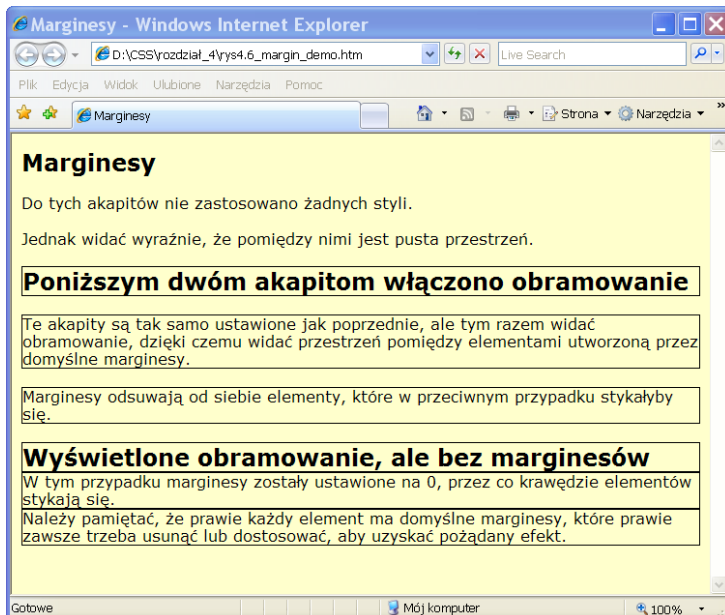 Marginesy - Windows Internet Explorer
D:\CSS\rozdział_4\rys4.6_margin_demo.htm
Live Search
Plik Edycja Widok Ulubione Narzędzia Pomoc
Marginesy
Strona
Narzędzia
Marginesy
Do tych akapitów nie zastosowano żadnych styli.
Jednak widać wyraźnie, że pomiędzy nimi jest pusta przestrzeń.
Poniższym dwóm akapitom włączono obramowanie
Te akapity są tak samo ustawione jak poprzednie, ale tym razem widać
obramowanie, dzięki czemu widać przestrzeń pomiędzy elementami utworzoną przez
domyślne marginesy.
Marginesy odsuwają od siebie elementy, które w przeciwnym przypadku stykałyby
się.
Wyświetlone obramowanie, ale bez marginesów
W tym przypadku marginesy zostały ustawione na 0, przez co krawędzie elementów
stykają się.
Należy pamiętać, że prawie każdy element ma domyślne marginesy, które prawie
zawsze trzeba usunąć lub dostosować, aby uzyskać pożądany efekt.
Gotowe
Mój komputer
100%